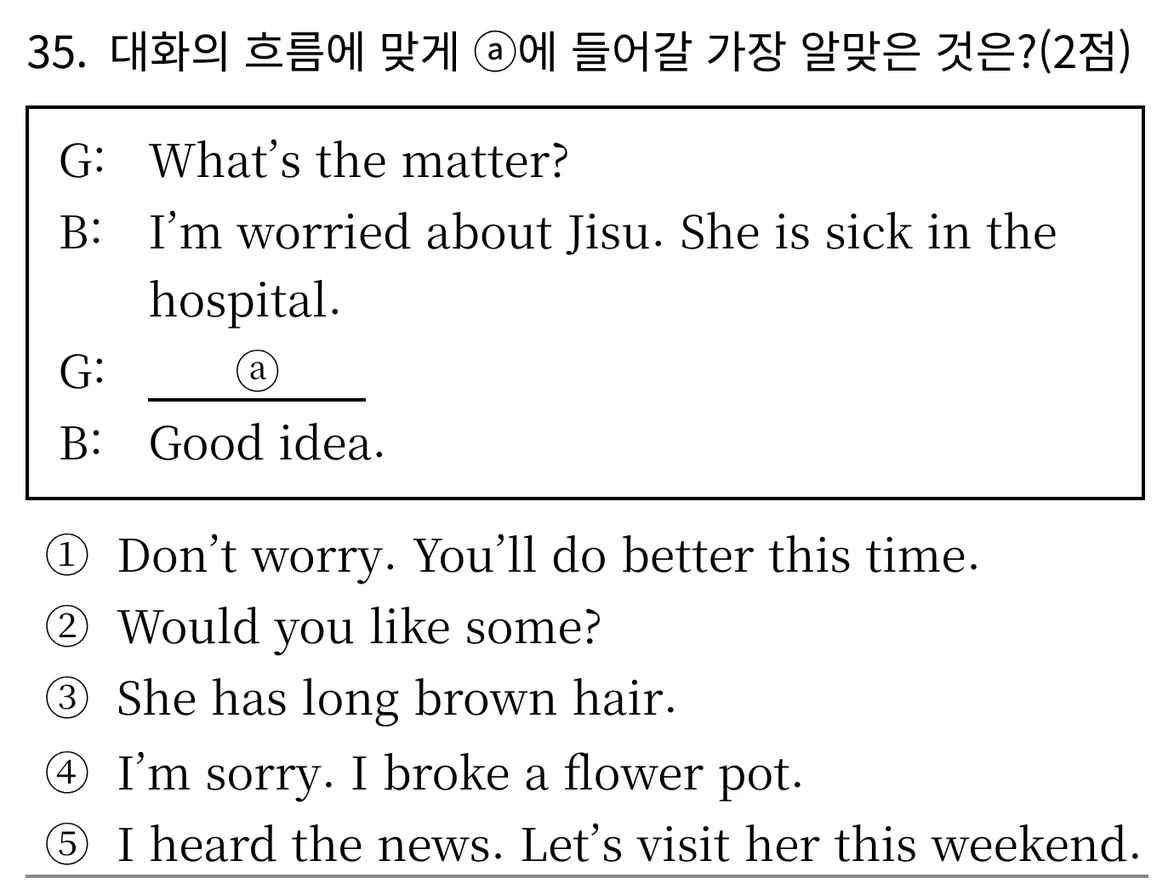 35. 대화의 흐름에 맞게 ⓐ에 들어갈 가장 알맞은 것은?(2점)
G: What’s the matter?
B: I’m worried about Jisu. She is sick in the
hospital.
G: ⓐ
B: Good idea.
① Don’t worry. You’ll do better this time.
② Would you like some?
③ She has long brown hair.
④ I’m sorry. I broke a flower pot.
⑤ I heard the news. Let’s visit her this weekend.